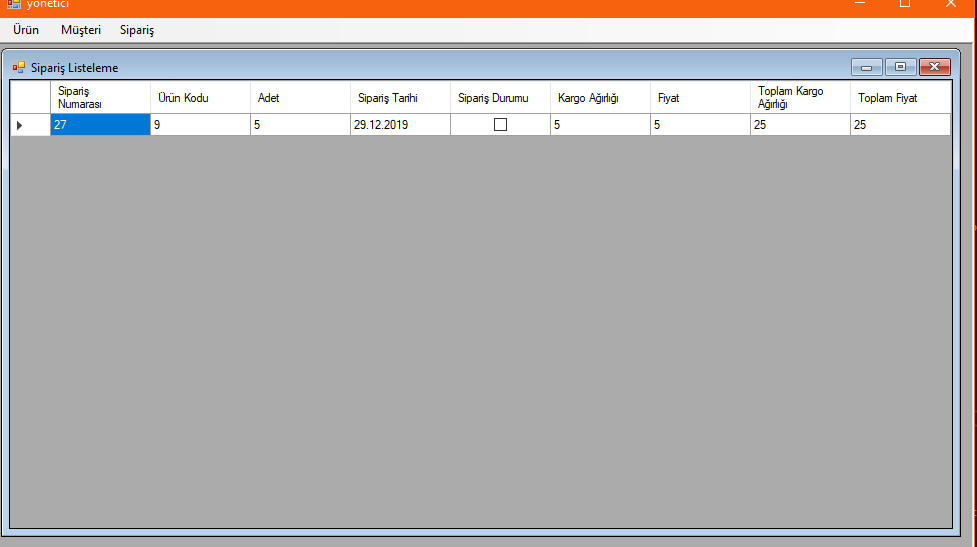 yonetici
Ürün Müşteri Sipariş
Sipariş Listeleme
Sipariş Numarası Ürün Kodu Adet Sipariş Tarihi Sipariş Durumu Kargo Ağırlığı Fiyat Toplam Kargo Ağırlığı Toplam Fiyat
27 9 5 29.12.2019 5 5 25 25